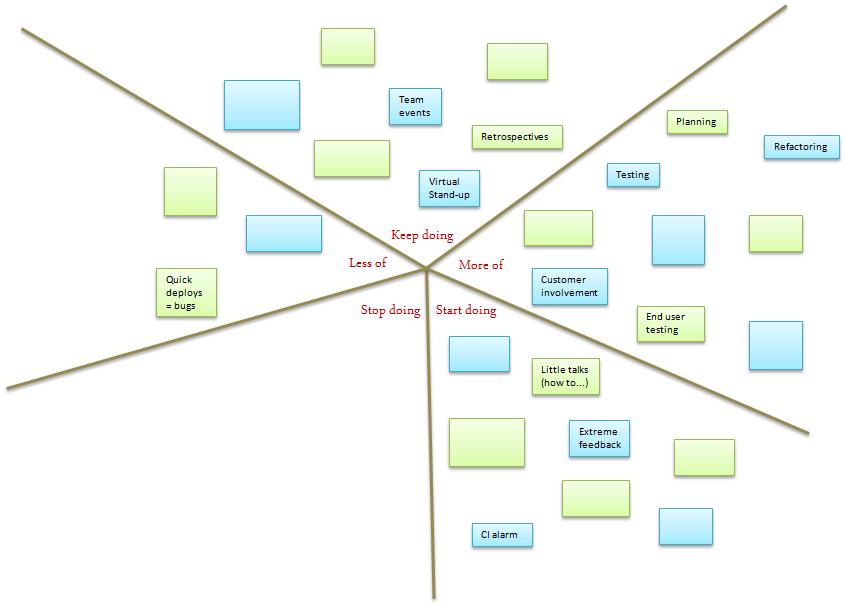 Team
events
Retrospectives
Virtual
Stand-up
Keep doing
Planning
Refactoring
Testing
More of
Customer
involvement
End user
testing
Less of
Quick
deploys
= bugs
Stop doing
Start doing
Little talks
(how to...)
Extreme
feedback
CI alarm